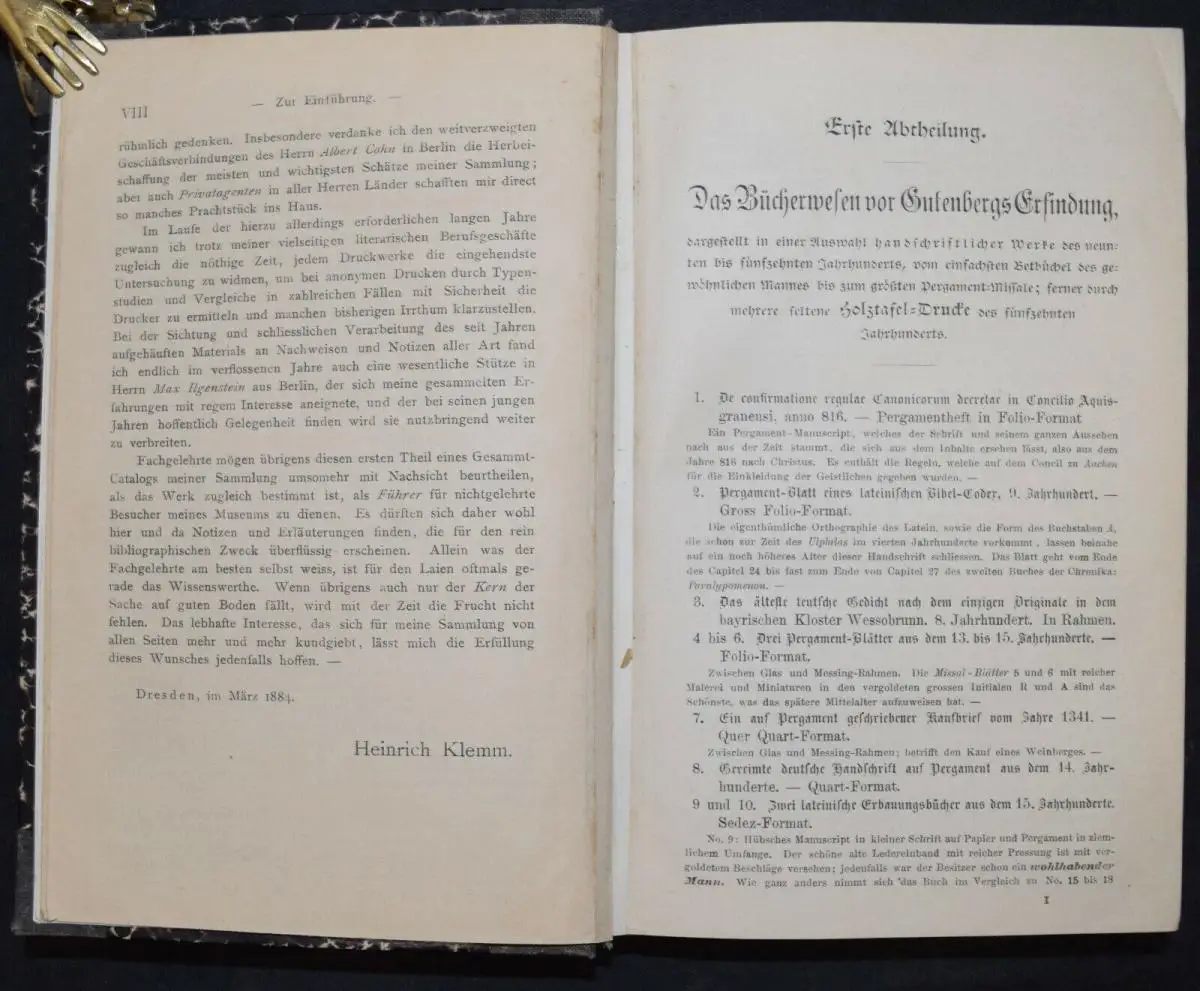 VIII
— Zur Einführung. —
rühmlich gedenken. Insbesondere verdanke ich den weitverzweigten
Geschäftsverbindungen des Herrn Albert Cohn in Berlin die Herbei-
schaffung der meisten und wichtigsten Schätze meiner Sammlung;
aber auch Privatagenten in aller Herren Länder schafften mir direct
so manches Prachtstück ins Haus.
Im Laufe der hierzu allerdings erforderlichen langen Jahre
gewann ich trotz meiner vielseitigen literarischen Berufsgeschäfte
zugleich die nöthige Zeit, jedem Druckwerke die eingehendste
Untersuchung zu widmen, um bei anonymen Drucken durch Typen-
studien und Vergleiche in zahlreichen Fällen mit Sicherheit die
Drucker zu ermitteln und manchen bisherigen Irrthum klarzustellen.
Bei der Sichtung und schliesslichen Verarbeitung des seit Jahren
aufgehäuften Materials an Nachweisen und Notizen aller Art fand
ich endlich im verflossenen Jahre auch eine wesentliche Stütze in
Herrn Max Ilgenstein aus Berlin, der sich meine gesammelten Er-
fahrungen mit regem Interesse aneignete, und der bei seinen jungen
Jahren hoffentlich Gelegenheit finden wird sie nutzbringend weiter
zu verbreiten.
Fachgelehrte mögen übrigens diesen ersten Theil eines Gesammt-
Catalogs meiner Sammlung umsomehr mit Nachsicht beurtheilen,
als das Werk zugleich bestimmt ist, als Führer für nichtgelehrte
Besucher meines Museums zu dienen. Es dürften sich daher wohl
hier und da Notizen und Erläuterungen finden, die für den rein
bibliographischen Zweck überflüssig erscheinen. Allein was der
Fachgelehrte am besten selbst weiss, ist für den Laien oftmals ge-
rade das Wissenswerthe. Wenn übrigens auch nur der Kern der
Sache auf guten Boden fällt, wird mit der Zeit die Frucht nicht
fehlen. Das lebhafte Interesse, das sich für meine Sammlung von
allen Seiten mehr und mehr kundgiebt, lässt mich die Erfüllung
dieses Wunsches jedenfalls hoffen. —
Dresden, im März 1884.
Heinrich Klemm.
Erste Abtheilung.
Das Bücherwesen vor Gutenbergs Erfindung,
dargestellt in einer Auswahl handschriftlicher Werke des neun-
ten bis fünfzehnten Jahrhunderts, vom einfachsten Betbüchel des ge-
wöhnlichen Mannes bis zum größten Pergament-Missale; ferner durch
mehrere seltene Holztafel-Drucke des fünfzehnten
Jahrhunderts.
1. De confirmatione regulae Canonicorum decretae in Concilio Aquis-
granensi, anno 816. — Pergamentheft in Folio-Format
Ein Pergament-Manuscript, welches der Schrift und seinem ganzen Aussehen
nach aus der Zeit stammt, die sich aus dem Inhalte ersehen lässt, also aus dem
Jahre 816 nach Christus. Es enthält die Regeln, welche auf dem Concil zu Aachen
für die Einkleidung der Geistlichen gegeben wurden. —
2. Pergament-Blatt eines lateinischen Bibel-Codex, 9. Jahrhundert. —
Gross Folio-Format.
Die eigenthümliche Orthographie des Latein, sowie die Form des Buchstaben A,
die schon zur Zeit des Ulphilas im vierten Jahrhunderte vorkommt, lassen beinahe
auf ein noch höheres Alter dieser Handschrift schliessen. Das Blatt geht vom Ende
des Capitel 24 bis fast zum Ende von Capitel 27 des zweiten Buches der Chronika:
Paralypomenon. —
3. Das älteste teutsche Gedicht nach dem einzigen Originale in dem
bayrischen Kloster Wessobrunn. 8. Jahrhundert. In Rahmen.
4 bis 6. Drei Pergament-Blätter aus dem 13. bis 15. Jahrhunderte. —
Folio-Format.
Zwischen Glas und Messing-Rahmen. Die Missal-Blätter 5 und 6 mit reicher
Malerei und Miniaturen in den vergoldeten grossen Initialen R und A sind das
Schönste, was das spätere Mittelalter aufzuweisen hat. —
7. Ein auf Pergament geschriebener Kaufbrief vom Jahre 1341. —
Quer Quart-Format.
Zwischen Glas und Messing-Rahmen; betrifft den Kauf eines Weinberges. —
8. Gereimte deutsche Handschrift auf Pergament aus dem 14. Jahr-
hunderte. — Quart-Format.
9 und 10. Zwei lateinische Erbauungsbücher aus dem 15. Jahrhunderte.
Sedez-Format.
No. 9: Hübsches Manuscript in kleiner Schrift auf Papier und Pergament in ziem-
lichem Umfange. Der schöne alte Ledereinband mit reicher Pressung ist mit ver-
goldetem Beschläge versehen; jedenfalls war der Besitzer schon ein wohlhabender
Mann. Wie ganz anders nimmt sich das Buch im Vergleich zu No. 15 bis 18
I